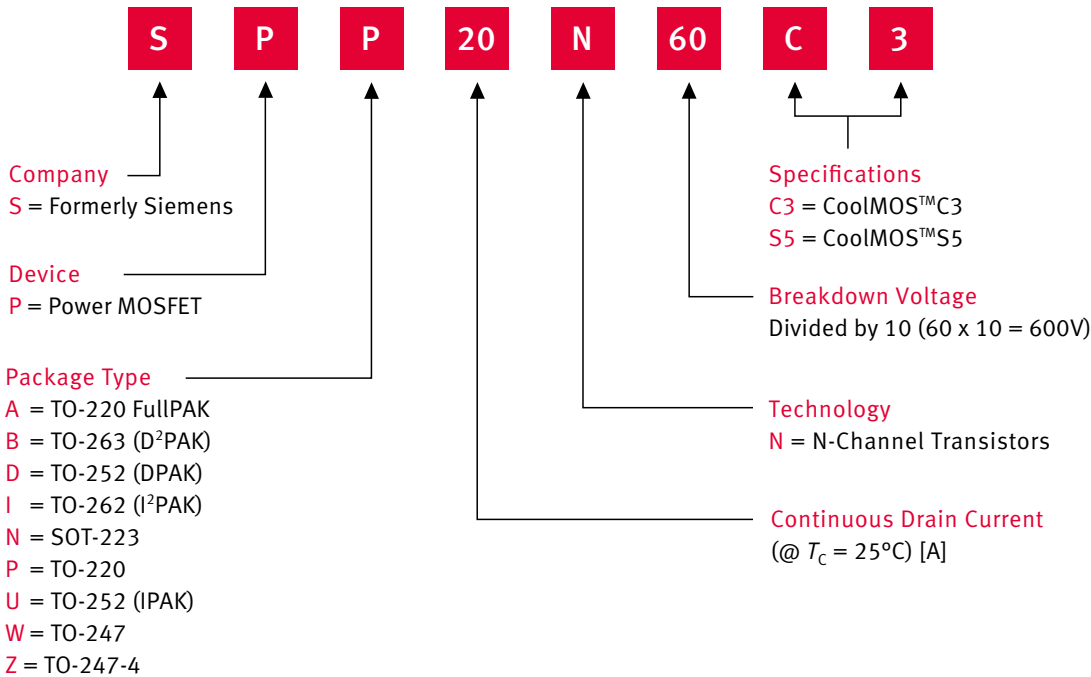 S P P 20 N 60 C 3
Company
S = Formerly Siemens
Device
P = Power MOSFET
Package Type
A = TO-220 FullPAK
B = TO-263 (D²PAK)
D = TO-252 (DPAK)
I = TO-262 (I²PAK)
N = SOT-223
P = TO-220
U = TO-252 (IPAK)
W = TO-247
Z = TO-247-4
Specifications
C3 = CoolMOS™C3
S5 = CoolMOS™S5
Breakdown Voltage
Divided by 10 (60 x 10 = 600V)
Technology
N = N-Channel Transistors
Continuous Drain Current
(@ T_C = 25°C) [A]